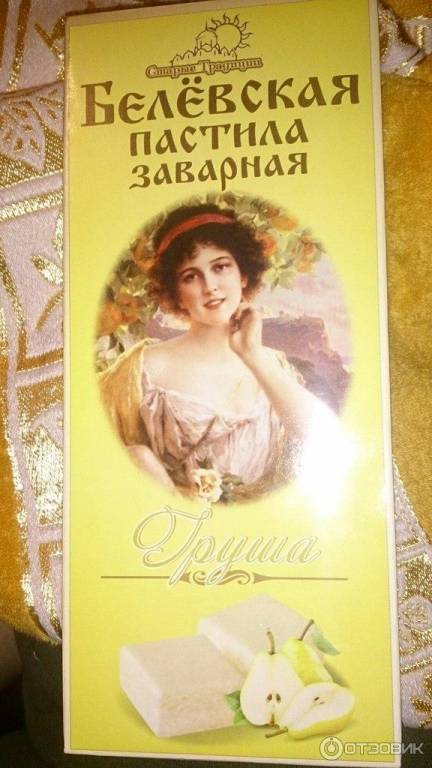 Старые Традиции
БЕЛЁВСКАЯ
ПАСТИЛА
ЗАВАРНАЯ
Груша
ОТЗОВИК